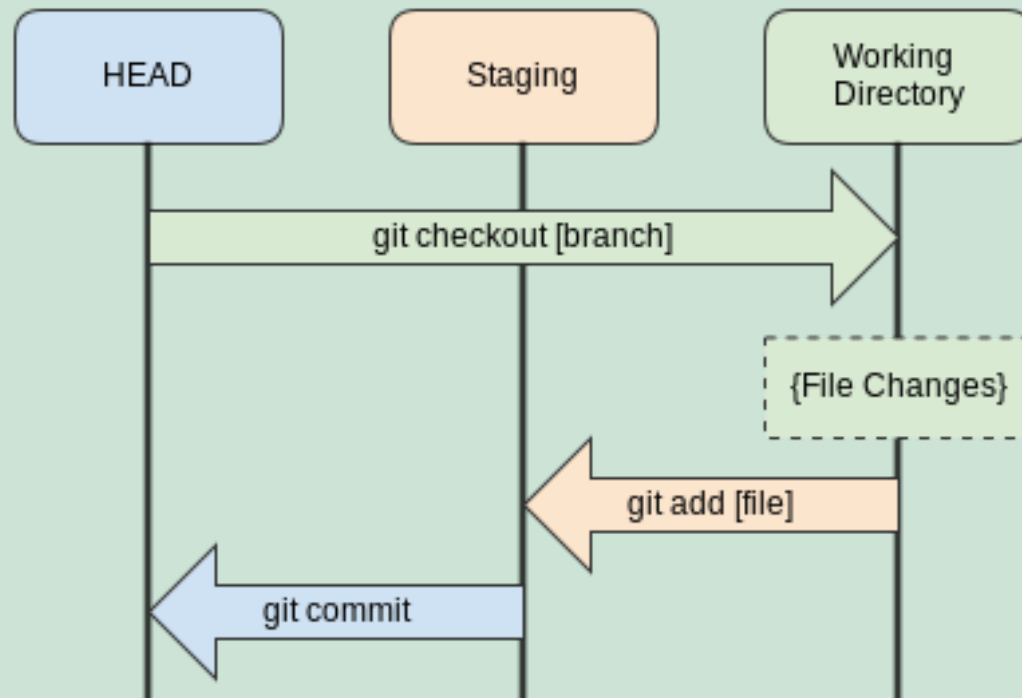 HEAD
Staging
Working
Directory
git checkout [branch]
{File Changes}
git add [file]
git commit